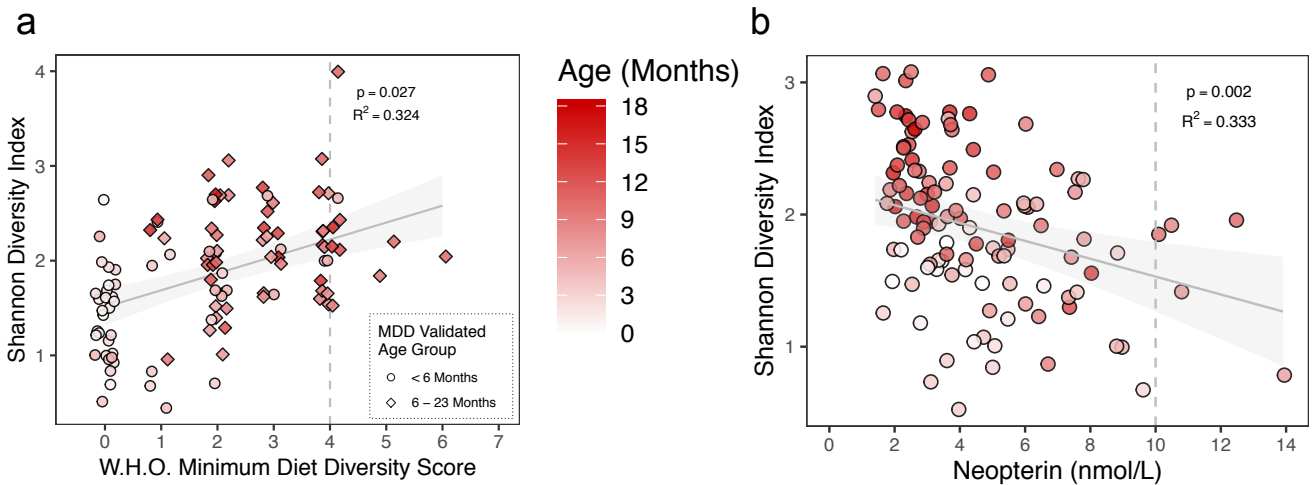 a
Shannon Diversity Index
4
3
2
1
p = 0.027
R² = 0.324
MDD Validated
Age Group
< 6 Months
6 – 23 Months
0 1 2 3 4 5 6 7
W.H.O. Minimum Diet Diversity Score
Age (Months)
18
15
12
9
6
3
0
b
Shannon Diversity Index
3
2
1
p = 0.002
R² = 0.333
0 2 4 6 8 10 12 14
Neopterin (nmol/L)